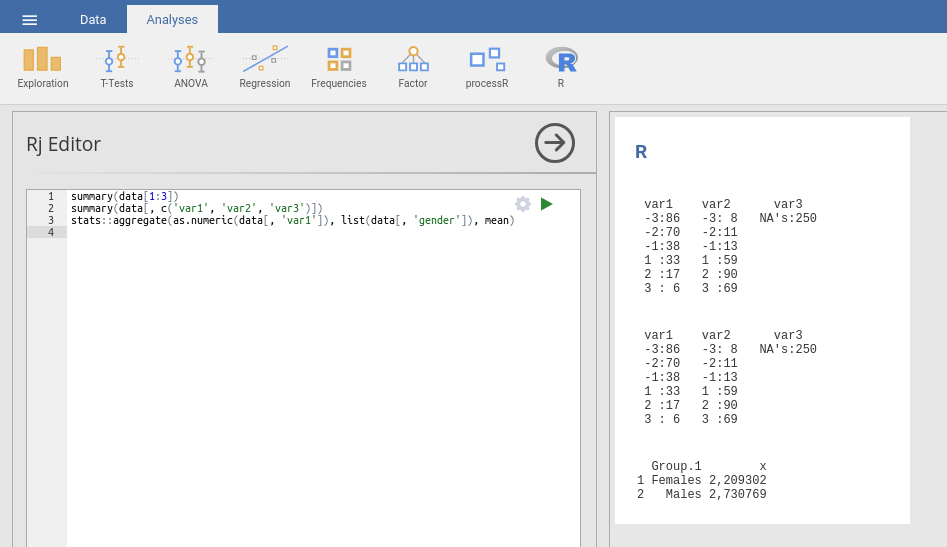 Data Analyses
Exploration T-Tests ANOVA Regression Frequencies Factor processR R
Rj Editor
1 summary(data[1:3])
2 summary(data[, c('var1', 'var2', 'var3')])
3 stats::aggregate(as.numeric(data[, 'var1']), list(data[, 'gender']), mean)
4
R
var1 var2 var3
-3:86 -3: 8 NA's:250
-2:70 -2:11
-1:38 -1:13
1 :33 1 :59
2 :17 2 :90
3 : 6 3 :69
var1 var2 var3
-3:86 -3: 8 NA's:250
-2:70 -2:11
-1:38 -1:13
1 :33 1 :59
2 :17 2 :90
3 : 6 3 :69
Group.1 x
1 Females 2,209302
2 Males 2,730769